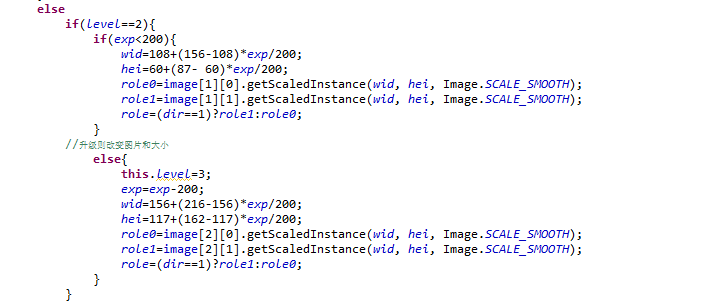 else
if(level==2){
if(exp<200){
wid=108+(156-108)*exp/200;
hei=60+(87- 60)*exp/200;
role0=image[1][0].getScaledInstance(wid, hei, Image.SCALE_SMOOTH);
role1=image[1][1].getScaledInstance(wid, hei, Image.SCALE_SMOOTH);
role=(dir==1)?role1:role0;
}
//升级则改变图片和大小
else{
this.level=3;
exp=exp-200;
wid=156+(216-156)*exp/200;
hei=117+(162-117)*exp/200;
role0=image[2][0].getScaledInstance(wid, hei, Image.SCALE_SMOOTH);
role1=image[2][1].getScaledInstance(wid, hei, Image.SCALE_SMOOTH);
role=(dir==1)?role1:role0;
}
}